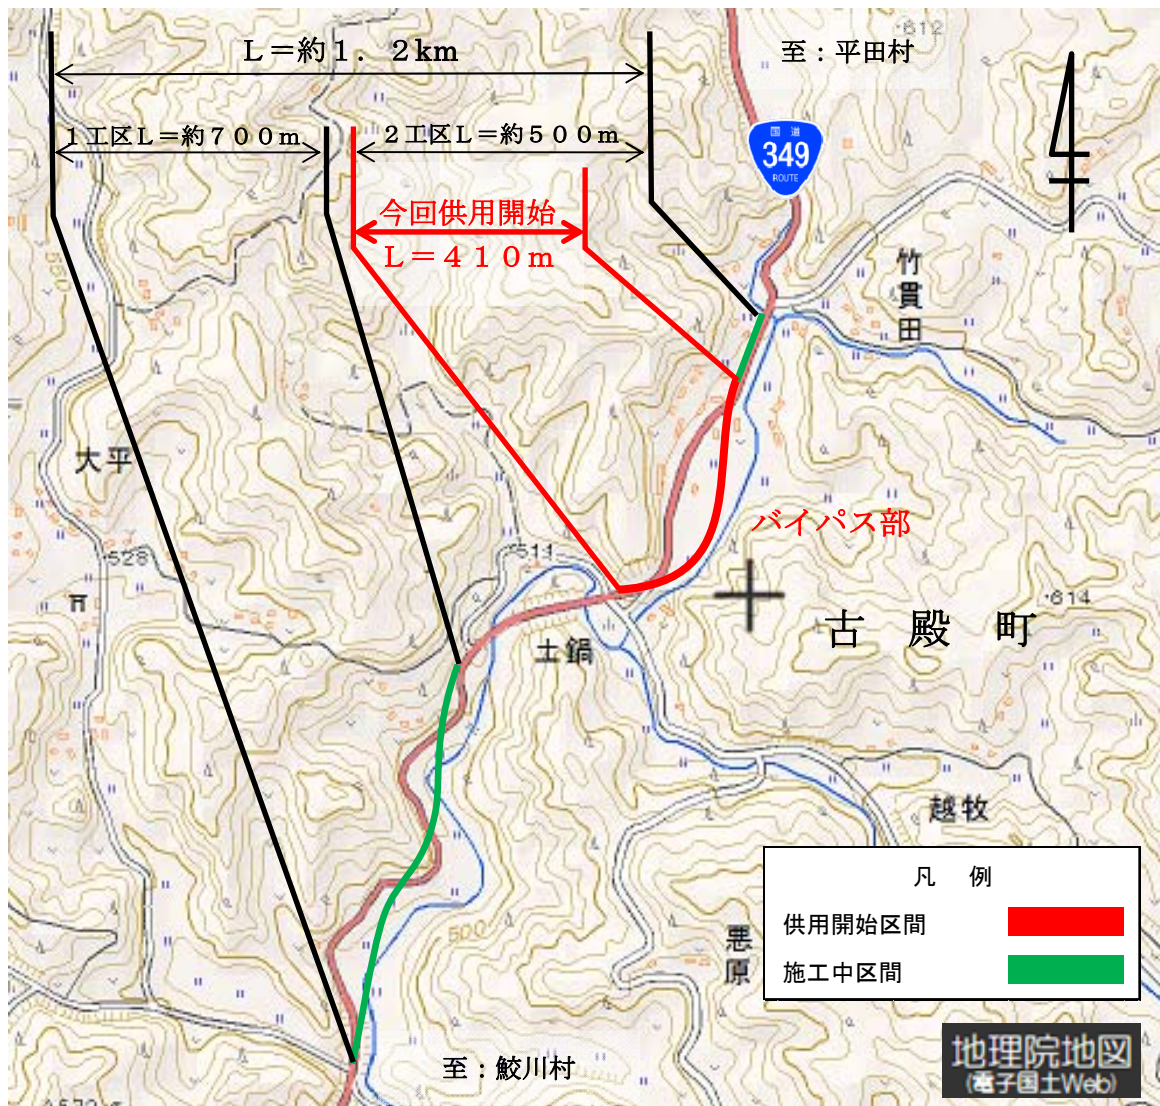 ・612
Ｌ＝約１．２km
至：平田村
１工区Ｌ＝約７００ｍ
２工区Ｌ＝約５００ｍ
国道
349
ROUTE
今回供用開始
Ｌ＝４１０ｍ
竹貫田
550
大平
バイパス部
・511
・528
・614
古殿町
土鍋
越牧
凡例
供用開始区間
施工中区間
悪原
500
至：鮫川村
地理院地図
(電子国土Web)